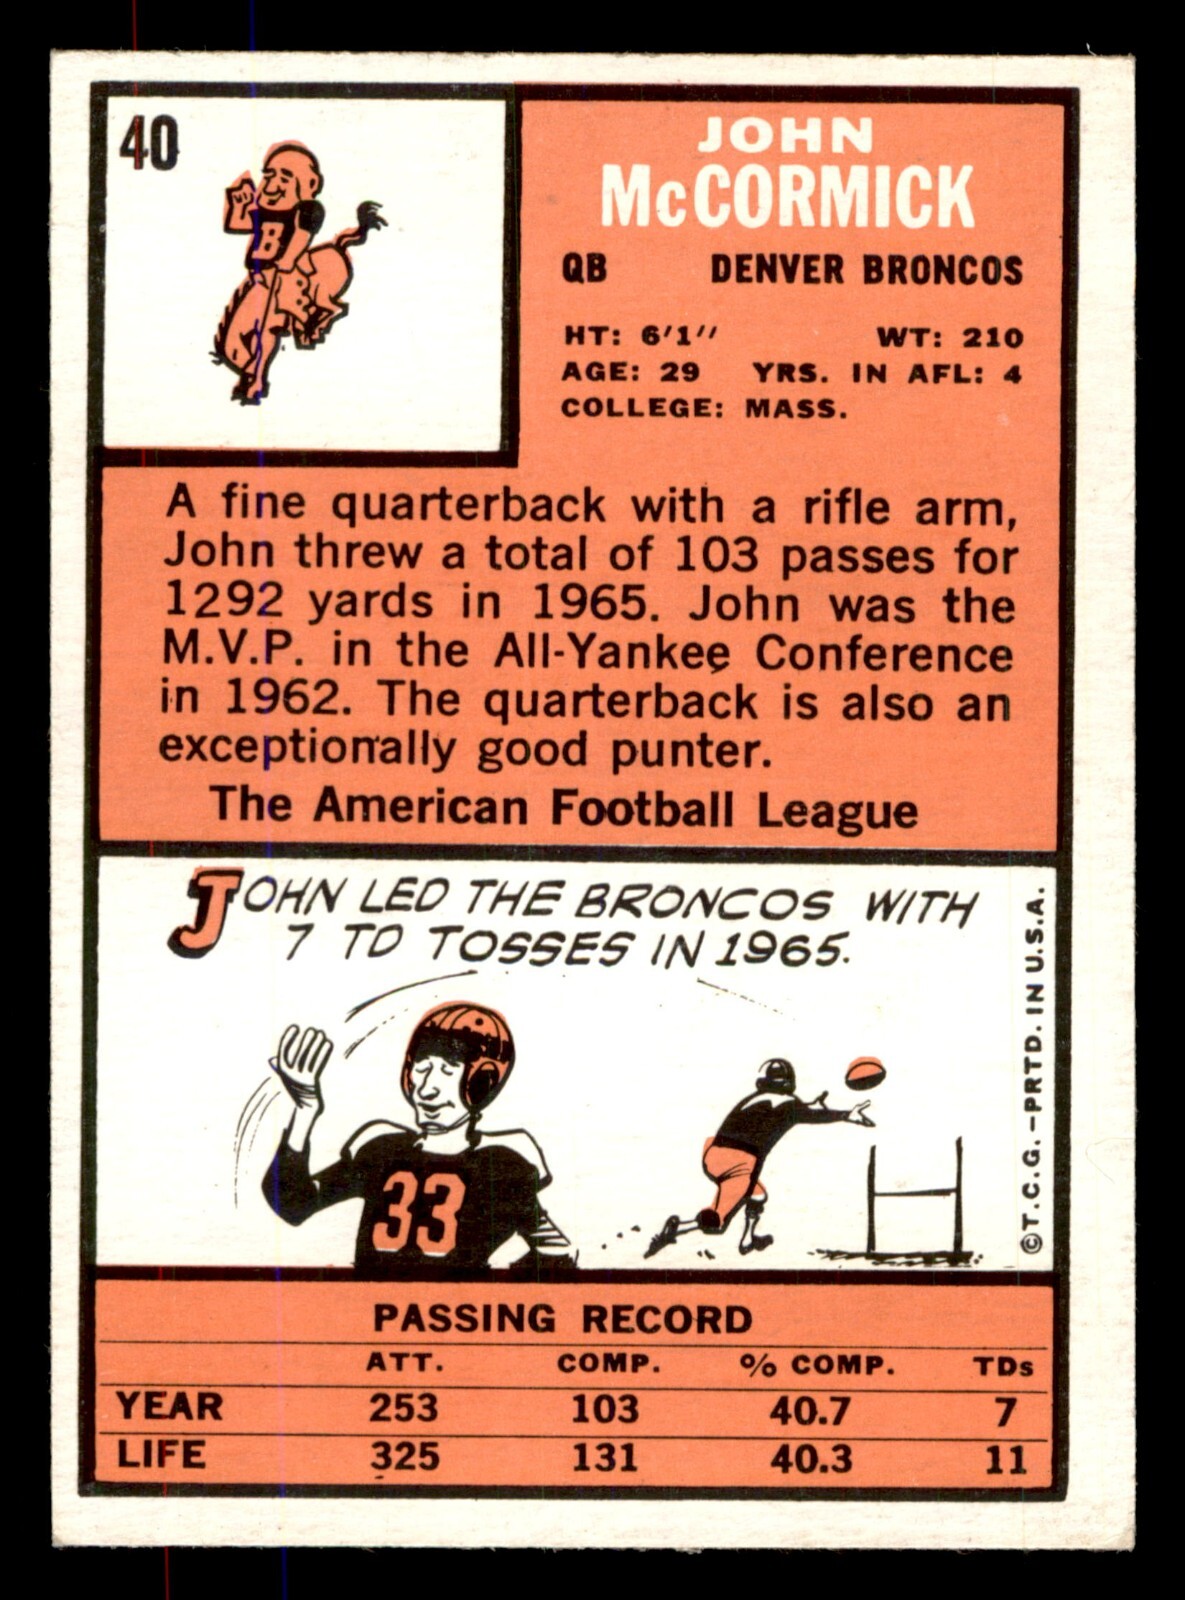 40
JOHN
McCORMICK
QB DENVER BRONCOS
HT: 6'1'' WT: 210
AGE: 29 YRS. IN AFL: 4
COLLEGE: MASS.
B
A fine quarterback with a rifle arm,
John threw a total of 103 passes for
1292 yards in 1965. John was the
M.V.P. in the All-Yankee Conference
in 1962. The quarterback is also an
exceptionally good punter.
The American Football League
JOHN LED THE BRONCOS WITH
7 TD TOSSES IN 1965.
33
©T.C.G.-PRTD. IN U.S.A.
PASSING RECORD
ATT. COMP. % COMP. TDs
YEAR 253 103 40.7 7
LIFE 325 131 40.3 11